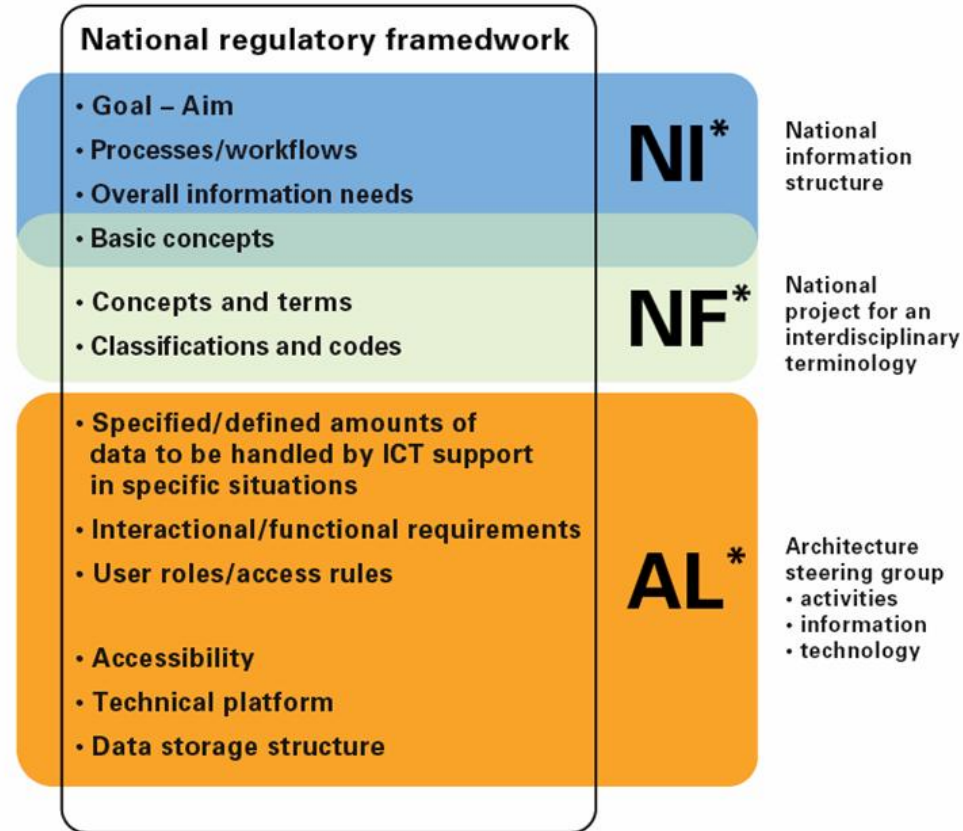 National regulatory framedwork
• Goal – Aim
• Processes/workflows
• Overall information needs
• Basic concepts
NI*
National
information
structure
• Concepts and terms
• Classifications and codes
NF*
National
project for an
interdisciplinary
terminology
• Specified/defined amounts of
data to be handled by ICT support
in specific situations
• Interactional/functional requirements
• User roles/access rules
• Accessibility
• Technical platform
• Data storage structure
AL*
Architecture
steering group
• activities
• information
• technology